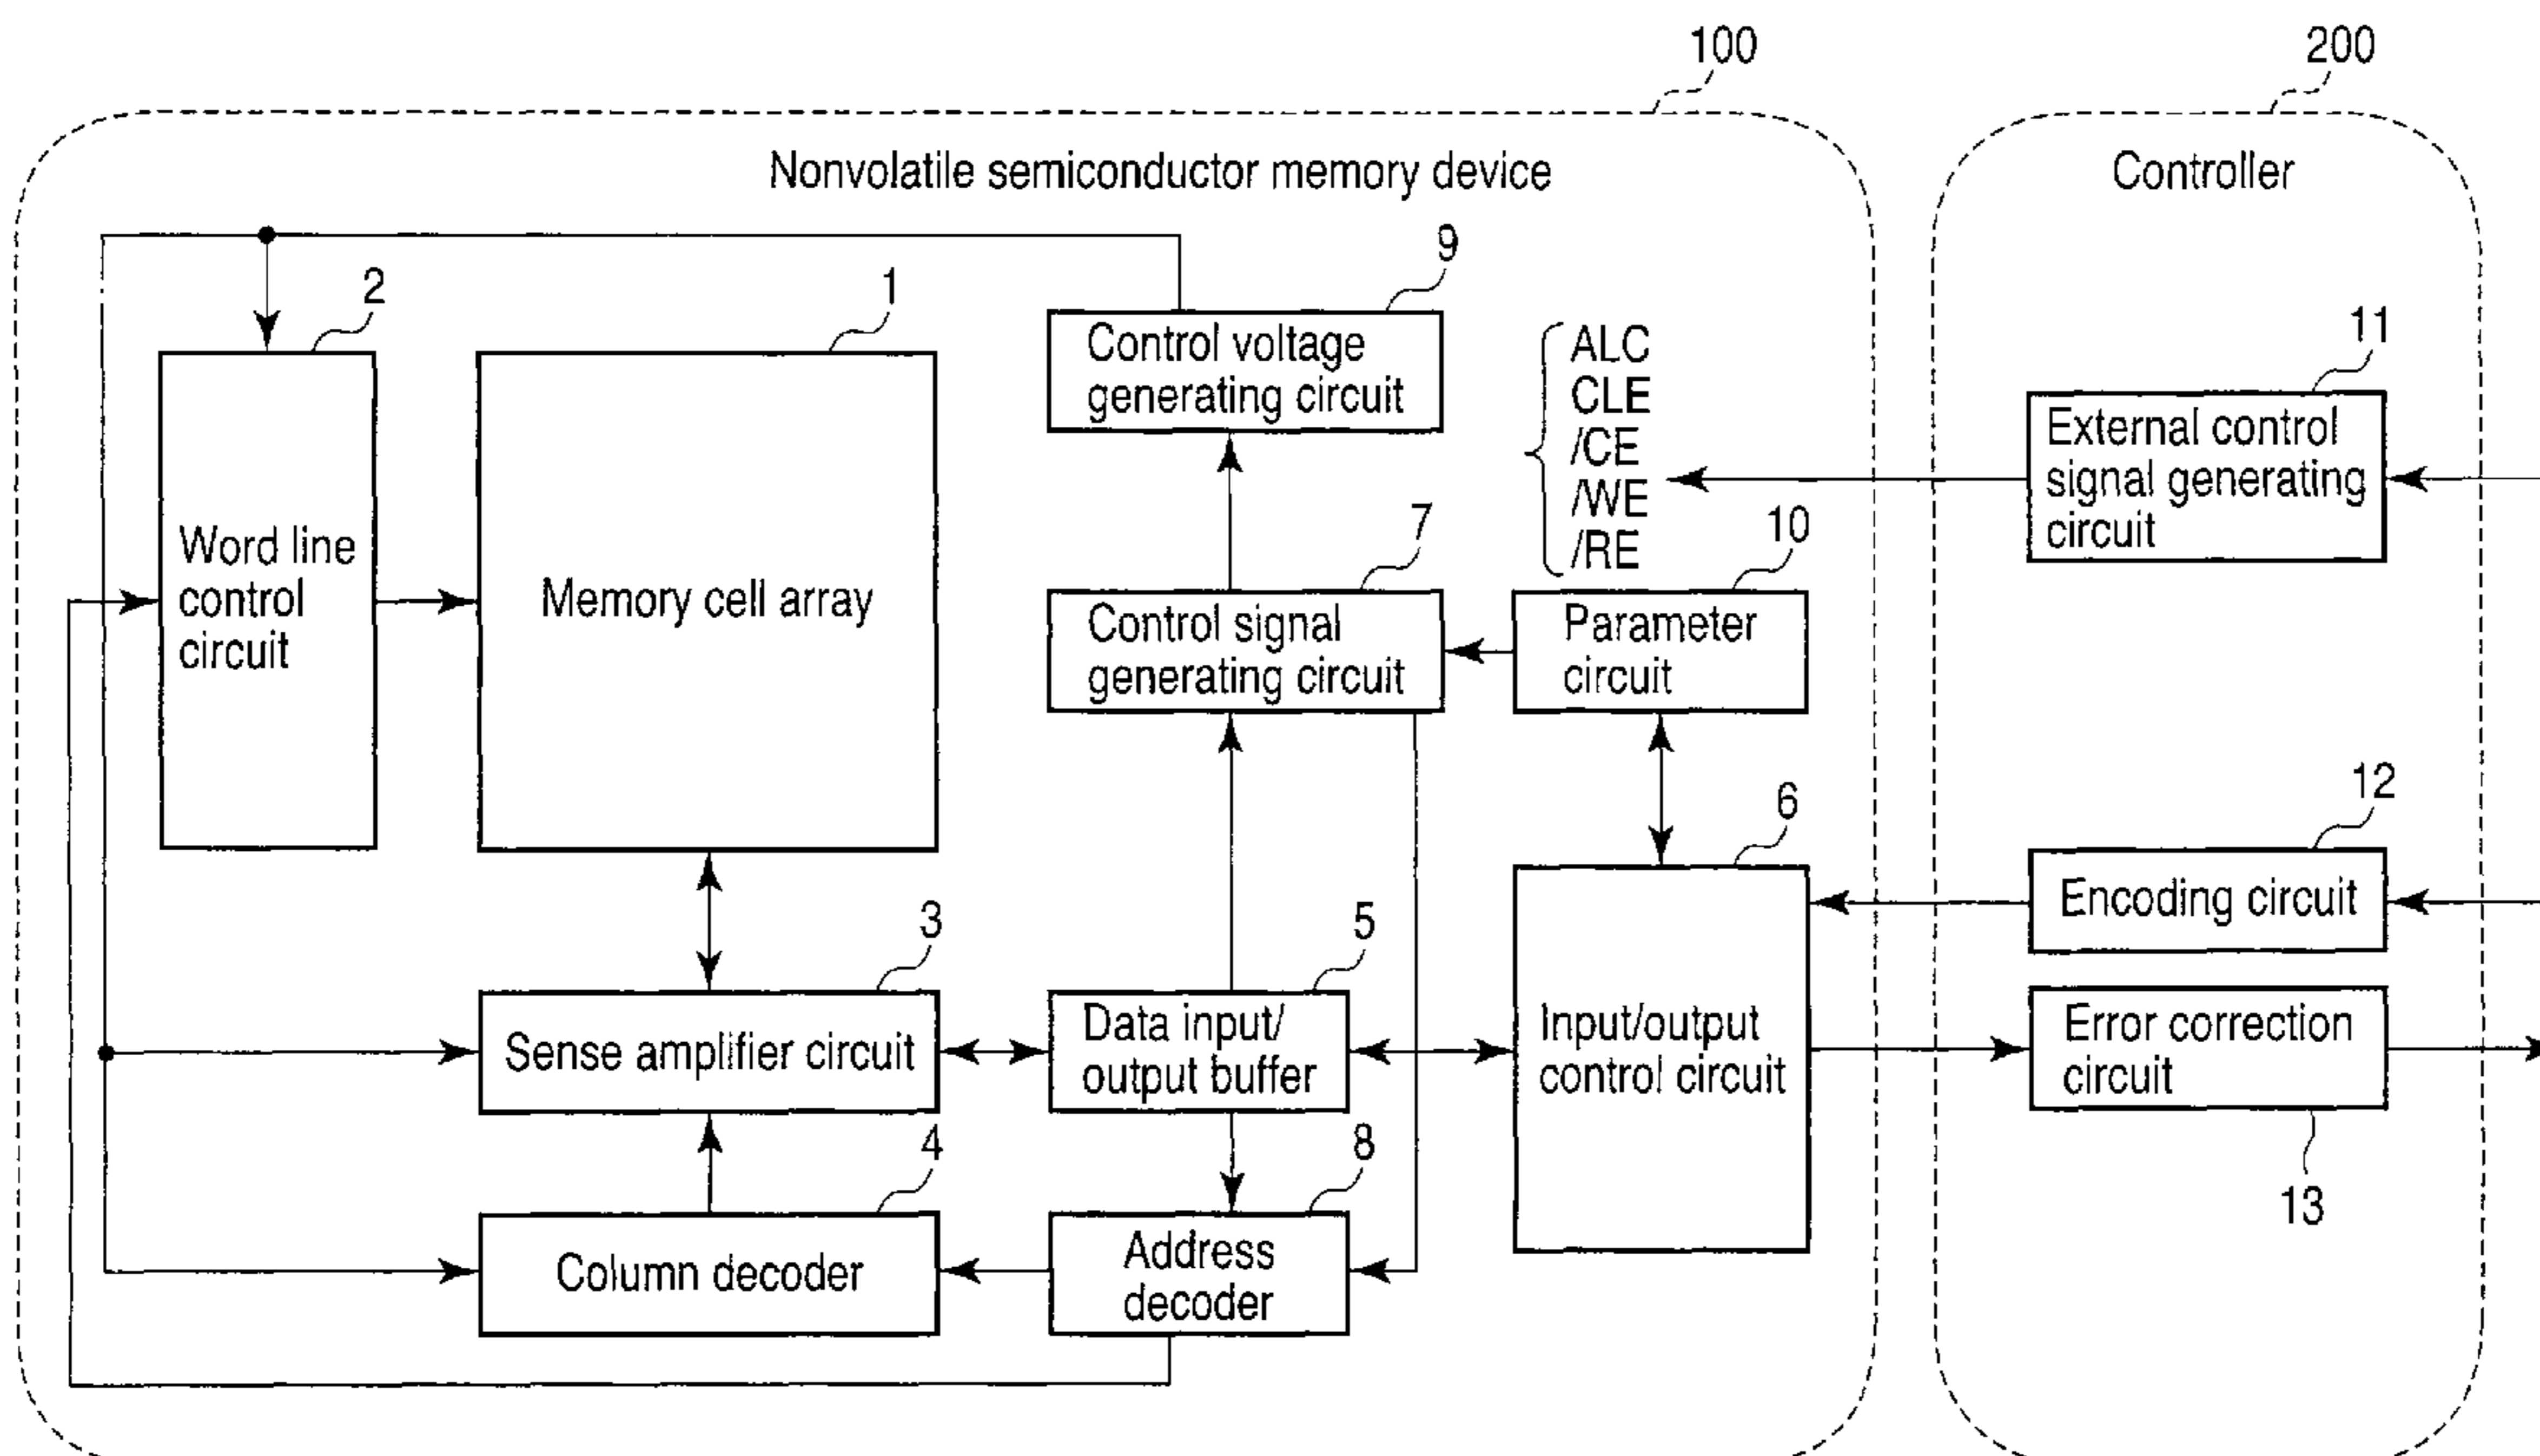 100
200
Nonvolatile semiconductor memory device
Controller
9
2
1
Control voltage
generating circuit
ALC
CLE
/CE
/WE
/RE
11
External control
signal generating
circuit
Word line
control
circuit
Memory cell array
7
Control signal
generating circuit
10
Parameter
circuit
12
Encoding circuit
6
Input/output
control circuit
3
Sense amplifier circuit
5
Data input/
output buffer
Error correction
circuit
13
4
Column decoder
8
Address
decoder